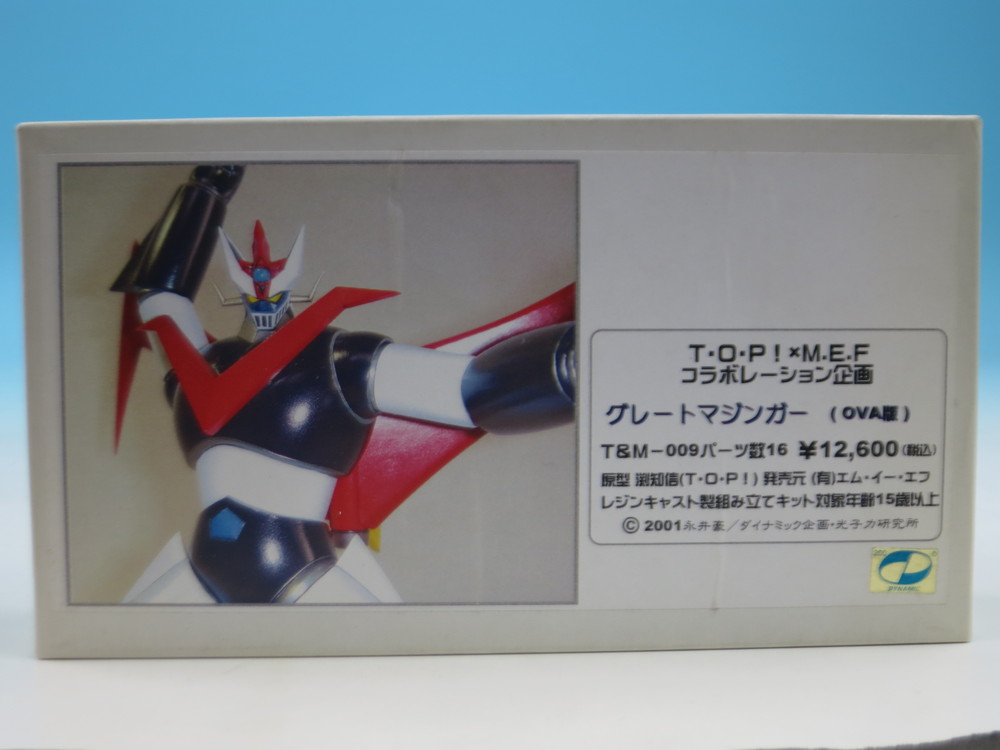 T・O・P！×M.E.F
コラボレーション企画
グレートマジンガー （OVA版）
T&M－009パーツ数16 ￥12,600(税込)
原型 瀏知信(T・O・P！) 発売元 (有)エム・イー・エフ
レジンキャスト製組み立てキット対象年齢15歳以上
© 2001永井豪／ダイナミック企画・光子力研究所
DYNAMIC